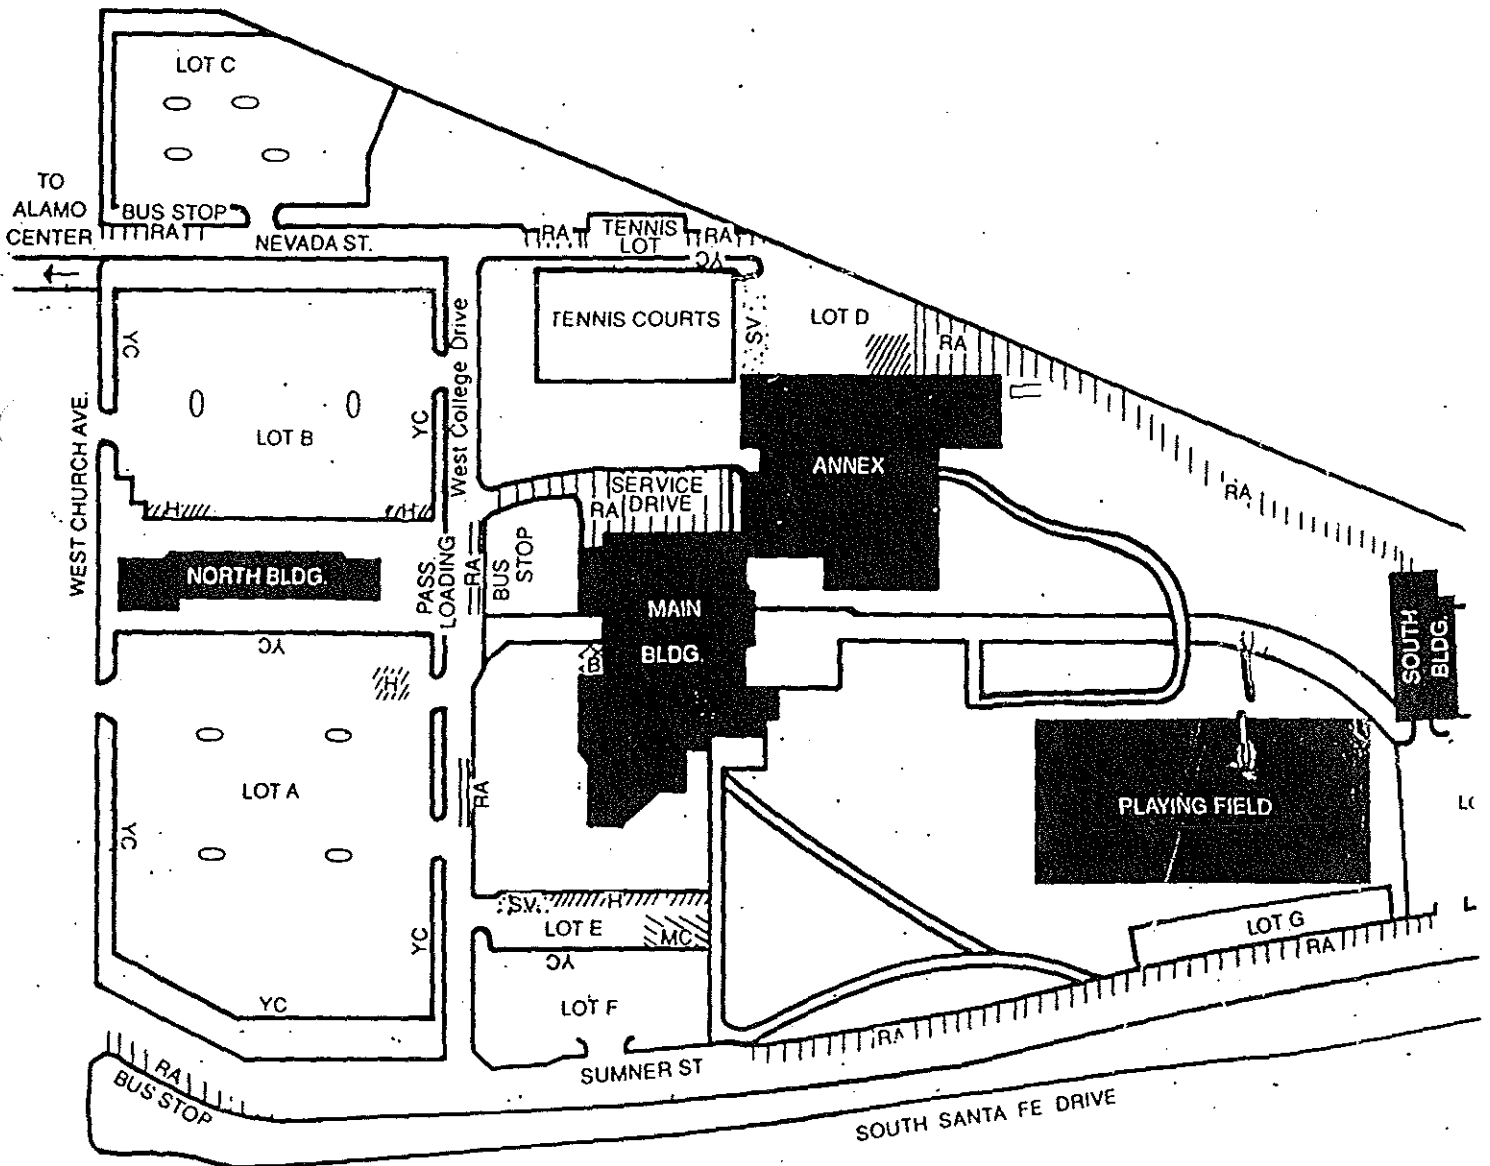 LOT C
TO
ALAMO
CENTER
BUS STOP
RA
NEVADA ST.
RA
TENNIS
LOT
RA
YC
TENNIS COURTS
SV
LOT D
RA
YC
West College Drive
YC
LOT B
WEST CHURCH AVE.
H
H
SERVICE
DRIVE
RA
ANNEX
RA
NORTH BLDG.
PASS.
LOADING
RA
BUS
STOP
MAIN
BLDG.
B
SOUTH
BLDG.
YC
H
LOT A
RA
YC
PLAYING FIELD
YC
YC
SV
H
LOT E
MC
YC
LOT F
LOT G
RA
RA
SUMNER ST
RA
BUS STOP
SOUTH SANTA FE DRIVE